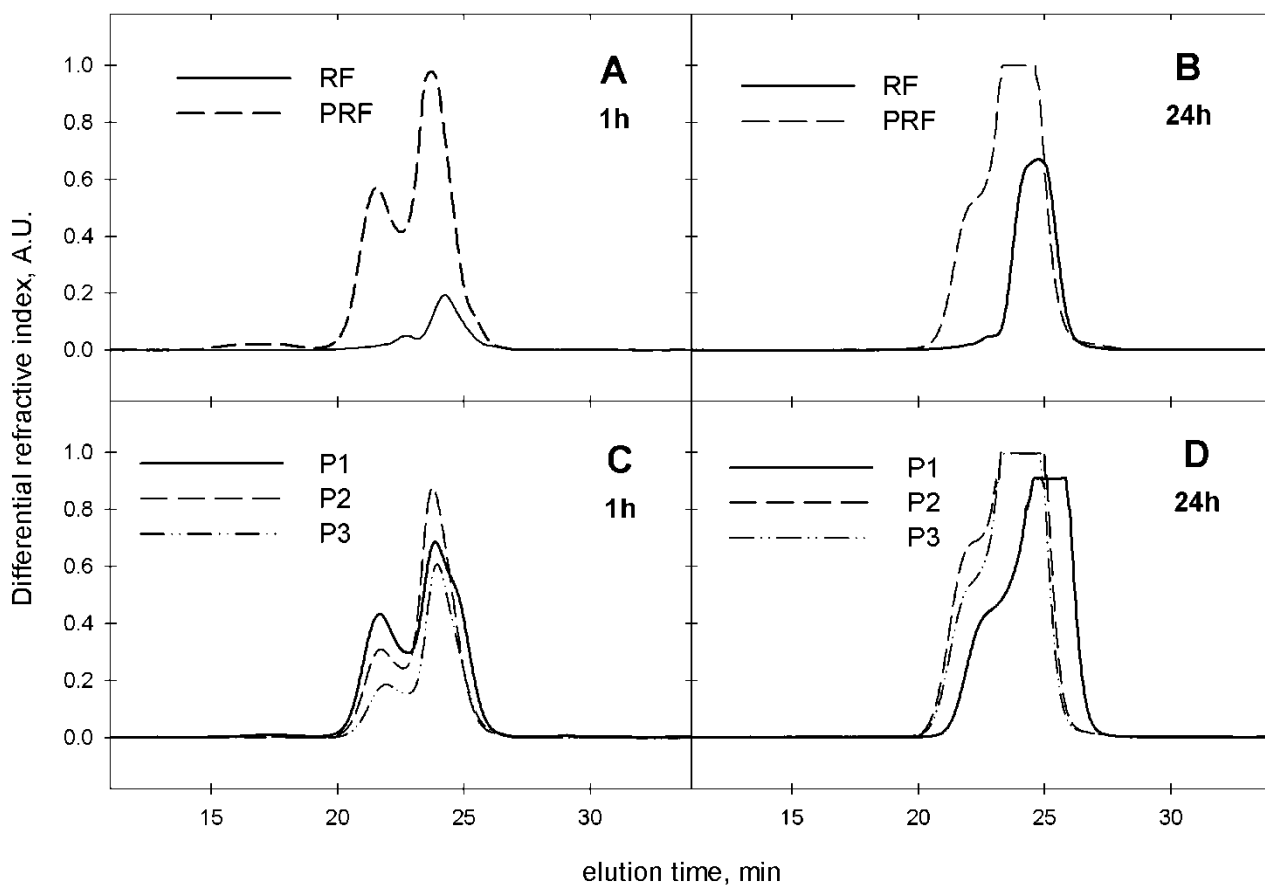 Differential refractive index, A.U.
1.0
0.8
0.6
0.4
0.2
0.0
RF
PRF
A
1h
RF
PRF
B
24h
1.0
0.8
0.6
0.4
0.2
0.0
P1
P2
P3
C
1h
P1
P2
P3
D
24h
15 20 25 30 15 20 25 30
elution time, min